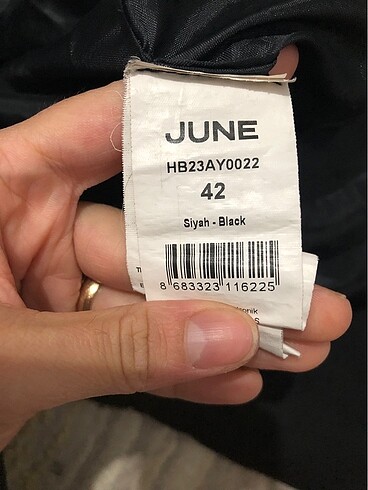 JUNE
HB23AY0022
42
Siyah - Black
8 683323 116225